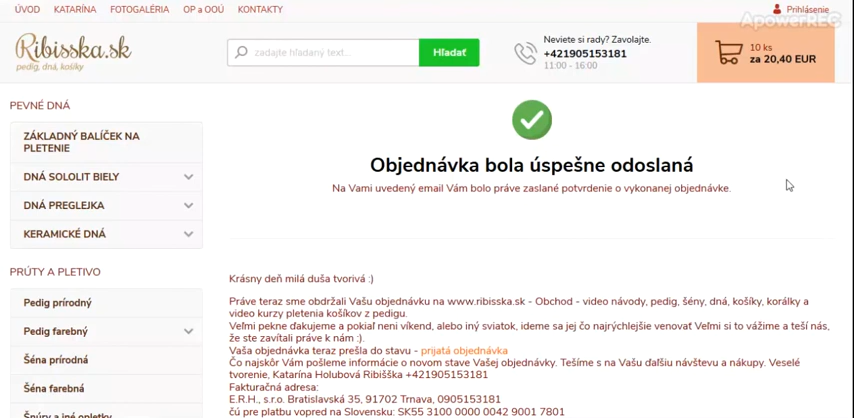 ÚVOD KATARÍNA FOTOGALÉRIA OP a OOÚ KONTAKTY
Prihlásenie
ApowerREC
Ribisska.sk
pedig, dná, košíky
zadajte hľadaný text...
Hľadať
Neviete si rady? Zavolajte.
+421905153181
11:00 - 16:00
10 ks
za 20,40 EUR
PEVNÉ DNÁ
ZÁKLADNÝ BALÍČEK NA
PLETENIE
DNÁ SOLOLIT BIELY
DNÁ PREGLEJKA
KERAMICKÉ DNÁ
PRÚTY A PLETIVO
Pedig prírodný
Pedig farebný
Šéna prírodná
Šéna farebná
Šnúry a iné opletky
Objednávka bola úspešne odoslaná
Na Vami uvedený email Vám bolo práve zaslané potvrdenie o vykonanej objednávke.
Krásny deň milá duša tvorivá :)
Práve teraz sme obdržali Vašu objednávku na www.ribisska.sk - Obchod - video návody, pedig, šény, dná, košíky, korálky a
video kurzy pletenia košíkov z pedigu.
Veľmi pekne ďakujeme a pokiaľ neni víkend, alebo iný sviatok, ideme sa jej čo najrýchlejšie venovať Veľmi si to vážime a teší nás,
že ste zavítali práve k nám :).
Vaša objednávka teraz prešla do stavu - prijatá objednávka
Čo najskôr Vám pošleme informácie o novom stave Vašej objednávky. Tešíme s na Vašu ďaľšiu návštevu a nákupy. Veselé
tvorenie, Katarína Holubová Ribišška +421905153181
Fakturačná adresa:
E.R.H., s.r.o. Bratislavská 35, 91702 Trnava, 0905153181
čú pre platbu vopred na Slovensku: SK55 3100 0000 0042 9001 7801